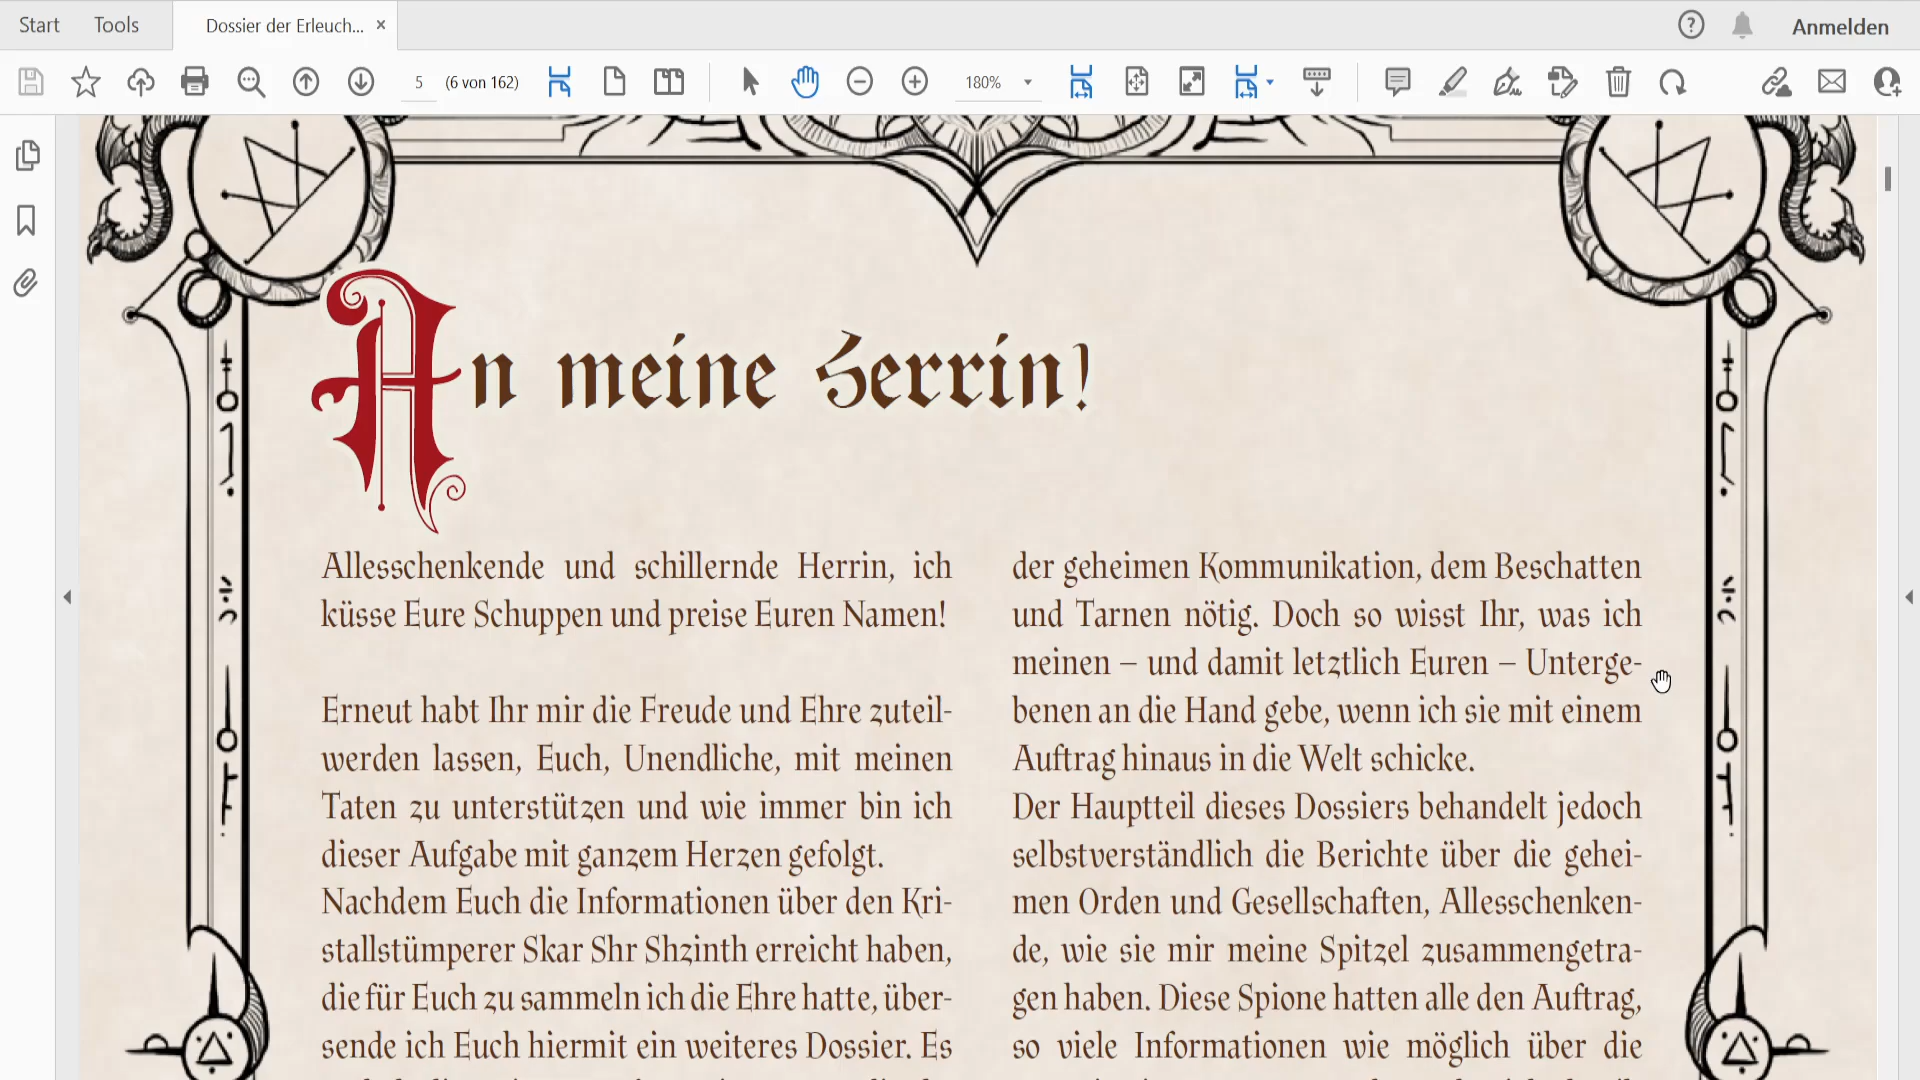 Start Tools Dossier der Erleuch... × Anmelden
5 (6 von 162) 180%
An meine Herrin!
Allesschenkende und schillernde Herrin, ich
küsse Eure Schuppen und preise Euren Namen!
Erneut habt Ihr mir die Freude und Ehre zuteil-
werden lassen, Euch, Unendliche, mit meinen
Taten zu unterstützen und wie immer bin ich
dieser Aufgabe mit ganzem Herzen gefolgt.
Nachdem Euch die Informationen über den Kri-
stallstümperer Skar Shr Shzinth erreicht haben,
die für Euch zu sammeln ich die Ehre hatte, über-
sende ich Euch hiermit ein weiteres Dossier. Es
der geheimen Kommunikation, dem Beschatten
und Tarnen nötig. Doch so wisst Ihr, was ich
meinen – und damit letztlich Euren – Unterge-
benen an die Hand gebe, wenn ich sie mit einem
Auftrag hinaus in die Welt schicke.
Der Hauptteil dieses Dossiers behandelt jedoch
selbstverständlich die Berichte über die gehei-
men Orden und Gesellschaften, Allesschenken-
de, wie sie mir meine Spitzel zusammengetra-
gen haben. Diese Spione hatten alle den Auftrag,
so viele Informationen wie möglich über die